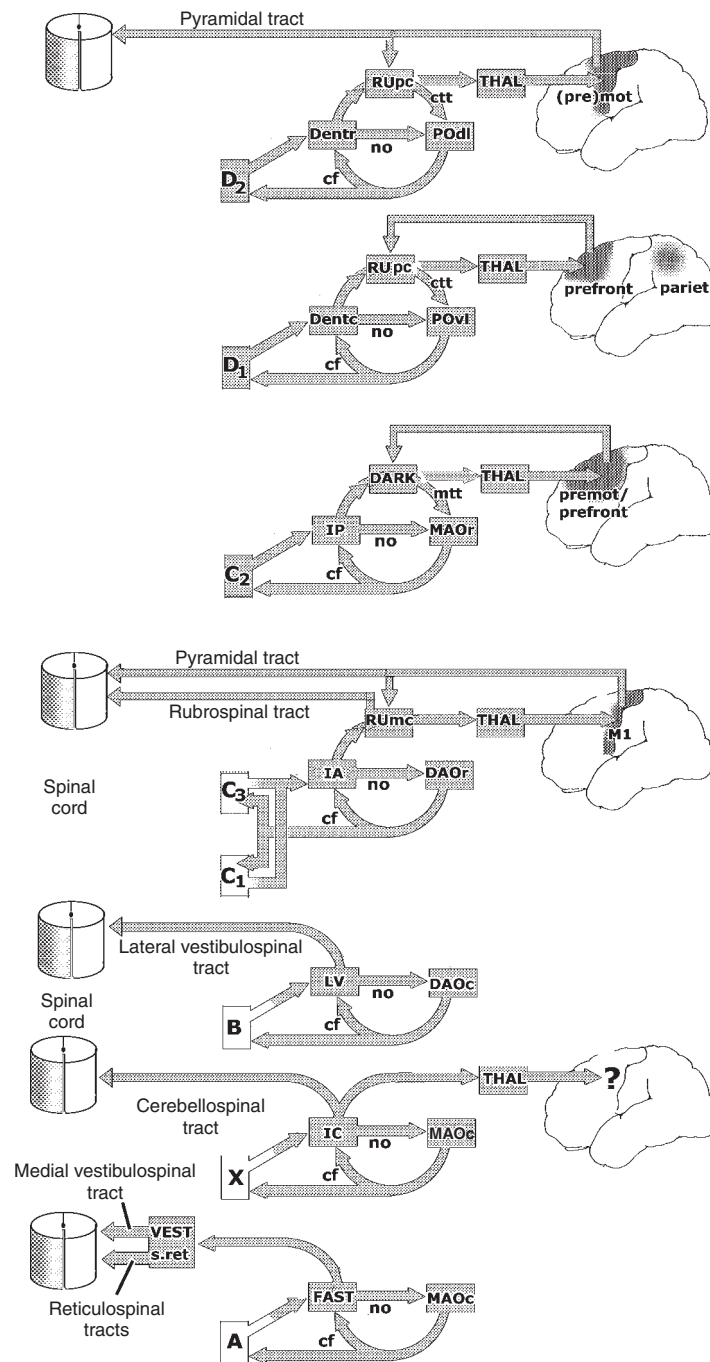 Pyramidal tract
RUpc
THAL
(pre)mot
ctt
Dentr
POdl
no
cf
D2
RUpc
THAL
prefront
pariet
ctt
Dentc
POvl
no
cf
D1
DARK
THAL
mtt
premot/
prefront
IP
MAOr
no
cf
C2
Pyramidal tract
Rubrospinal tract
RUmc
THAL
M1
Spinal
cord
IA
DAOr
no
C3
cf
C1
Lateral vestibulospinal
tract
LV
DAOc
no
Spinal
cord
B
cf
THAL
?
Cerebellospinal
tract
IC
MAOc
no
X
cf
Medial vestibulospinal
tract
VEST
s.ret
Reticulospinal
tracts
FAST
MAOc
no
A
cf